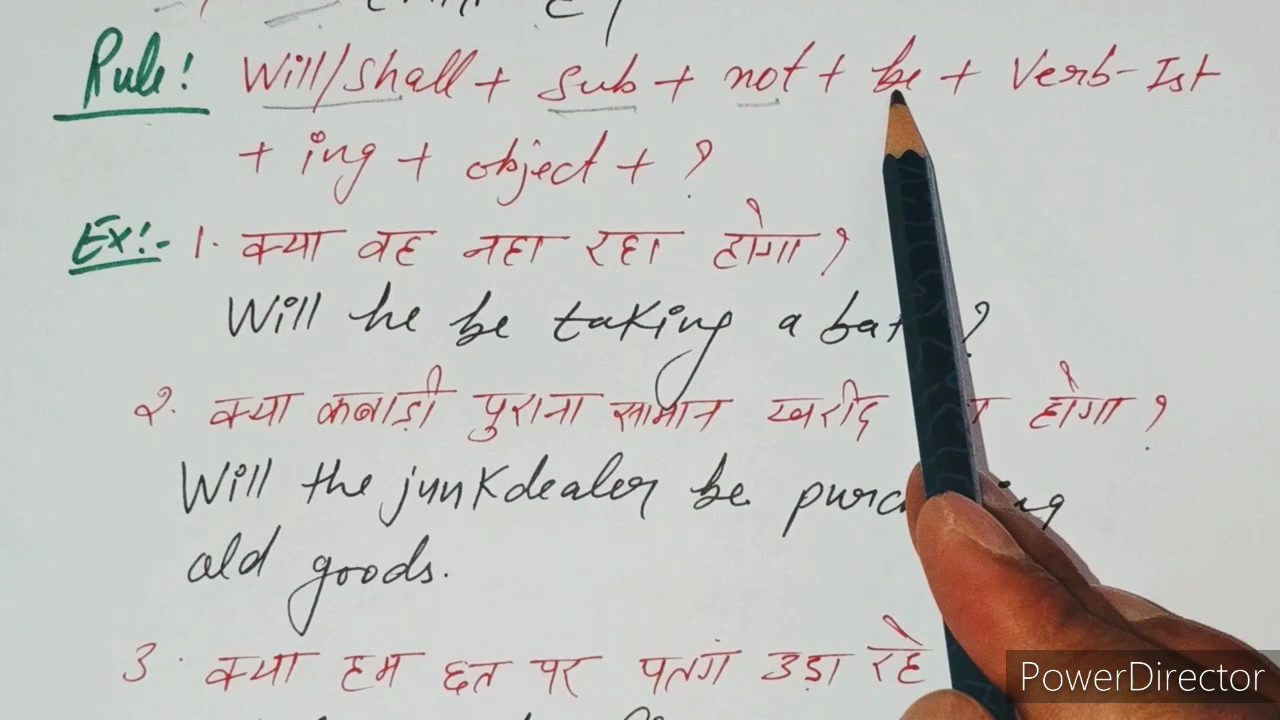 Rule! Will/Shall + Sub + not + be + Verb-Ist
+ ing + object + ?
Ex:- 1. क्या वह नहा रहा होगा ?
Will he be taking a ?
२. क्या कबाड़ी पुराना सामान खरीद होगा ?
Will the junkdealer be
old goods.
3. क्या हम छत पर पतंग उड़ा रहे
PowerDirector